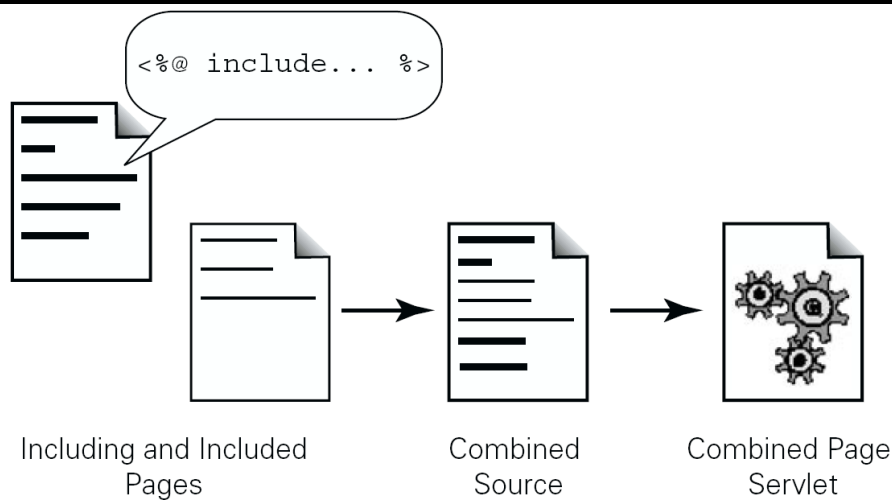 <%@ include... %>
Including and Included
Pages
Combined
Source
Combined Page
Servlet